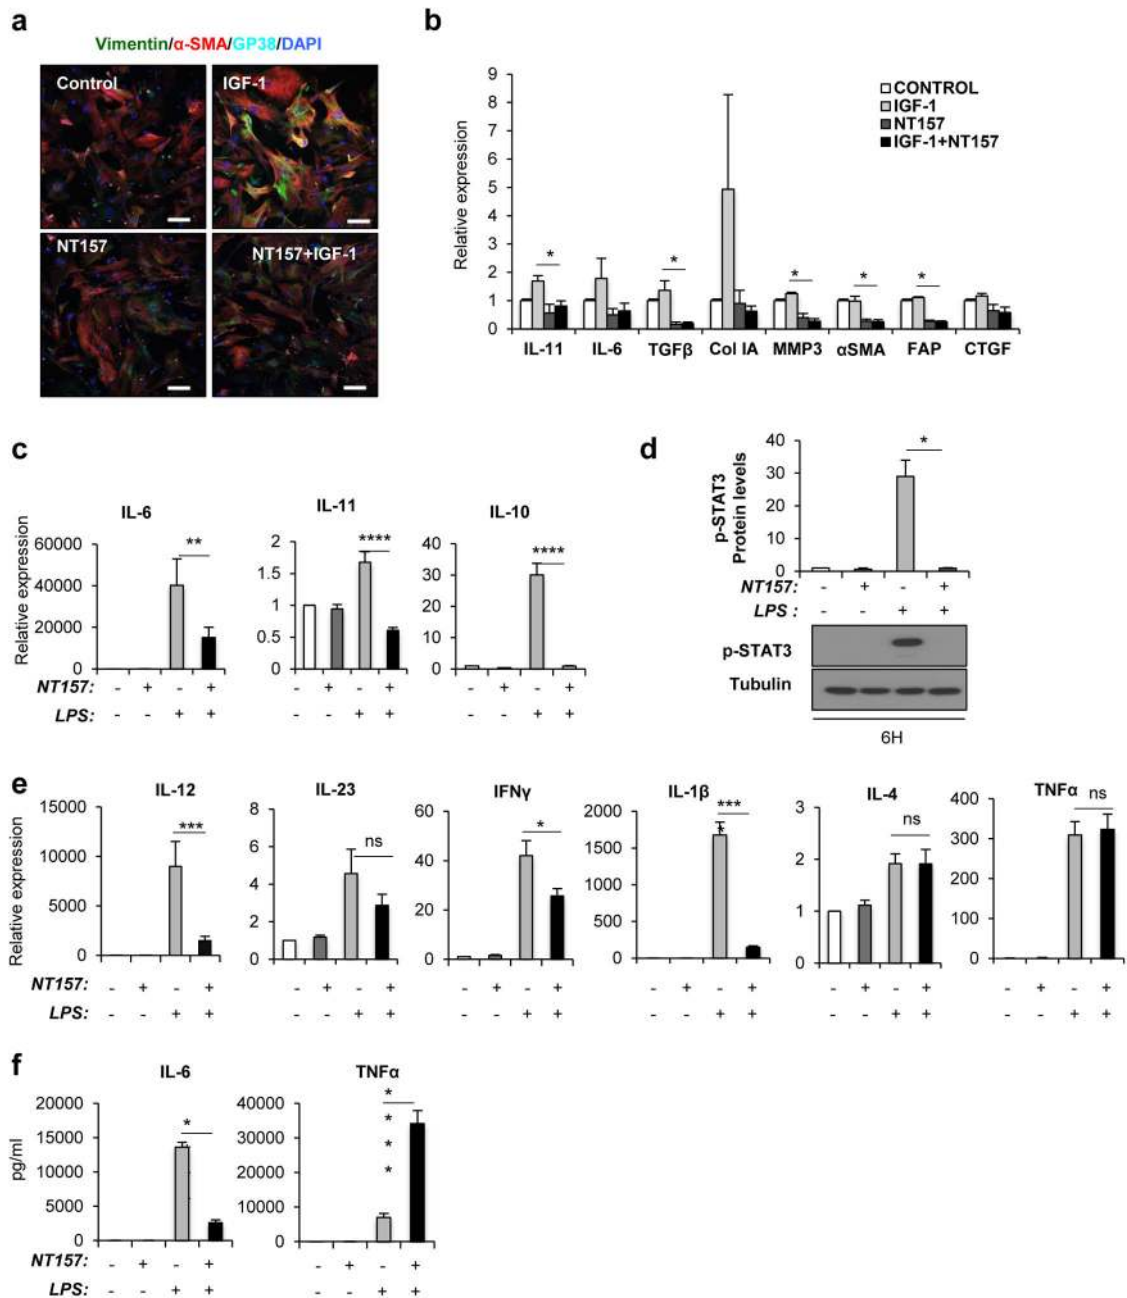 a
Vimentin/α-SMA/GP38/DAPI
Control
IGF-1
NT157
NT157+IGF-1
b
Relative expression
9
8
7
6
5
4
3
2
1
0
CONTROL
IGF-1
NT157
IGF-1+NT157
* * * * *
IL-11 IL-6 TGFβ Col IA MMP3 αSMA FAP CTGF
c
IL-6
Relative expression
60000
40000
20000
0
**
IL-11
2
1.5
1
0.5
0
****
IL-10
40
30
20
10
0
****
NT157: - + - + - + - + - + - +
LPS: - - + + - - + + - - + +
d
p-STAT3
Protein levels
40
30
20
10
0
*
NT157: - + - +
LPS : - - + +
p-STAT3
Tubulin
6H
e
IL-12
Relative expression
15000
10000
5000
0
***
IL-23
8
6
4
2
0
ns
IFNγ
60
40
20
0
*
IL-1β
2000
1500
1000
500
0
***
*
IL-4
3
2
1
0
ns
TNFα
400
300
200
100
0
ns
NT157: - + - + - + - + - + - + - + - + - + - + - + - +
LPS: - - + + - - + + - - + + - - + + - - + + - - + +
f
IL-6
pg/ml
20000
15000
10000
5000
0
*
TNFα
40000
30000
20000
10000
0
*
*
*
*
NT157: - + - + - + - +
LPS: - - + + - - + +